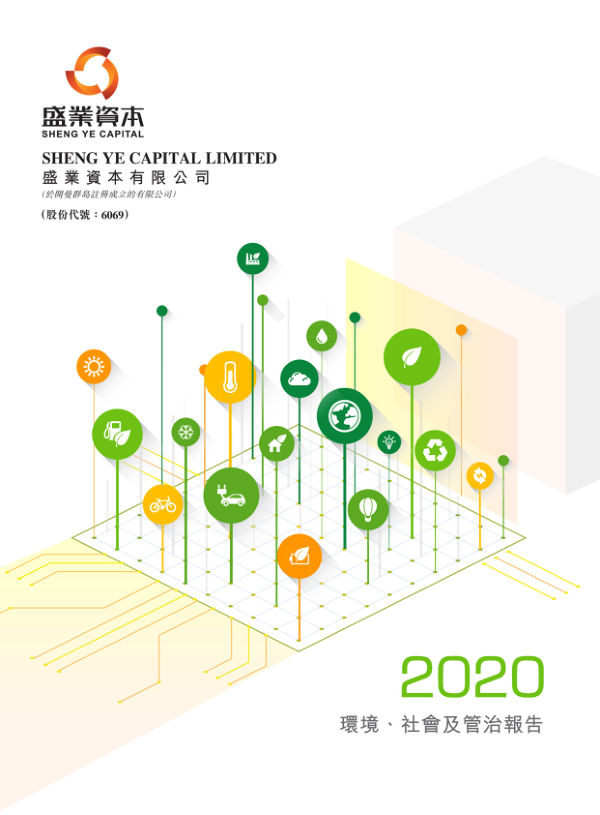 盛業資本
SHENG YE CAPITAL
SHENG YE CAPITAL LIMITED
盛業資本有限公司
(於開曼群島註冊成立的有限公司)
(股份代號：6069)
2020
環境、社會及管治報告